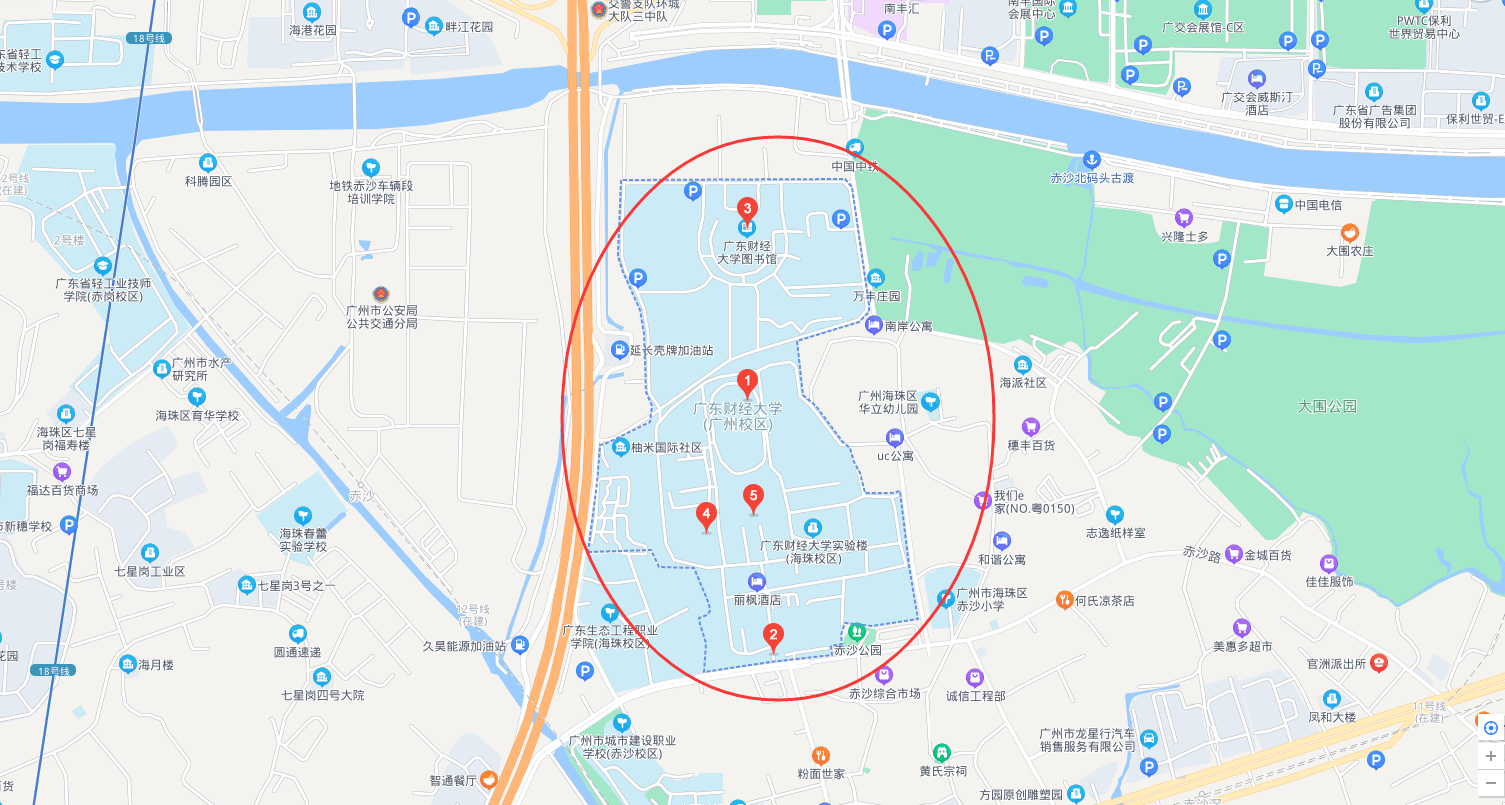 交警支队环城
大队三中队
南丰汇
南丰国际
会展中心
广交会展馆-C区
PWTC保利
世界贸易中心
海港花园
畔江花园
18号线
东省轻工
技术学校
广交会威斯汀
酒店
广东省广告集团
股份有限公司
保利世贸-E
科腾园区
地铁赤沙车辆段
培训学院
中国中铁
赤沙北码头古渡
12号线
(在建)
中国电信
兴隆士多
大围农庄
3
2号楼
广东财经
大学图书馆
广东省轻工业技师
学院(赤岗校区)
万丰庄园
广州市公安局
公共交通分局
南岸公寓
延长壳牌加油站
广州市水产
研究所
海派社区
1
广东财经大学
(广州校区)
广州海珠区
华立幼儿园
大围公园
海珠区育华学校
海珠区七星
岗福寿楼
柚米国际社区
穗丰百货
uc公寓
福达百货商场
赤沙
5
4
我们e
家(NO.粤0150)
市新穗学校
海珠春蕾
实验学校
志逸纸样室
广东财经大学实验楼
(海珠校区)
和谐公寓
赤沙路
金城百货
七星岗工业区
佳佳服饰
七星岗3号之一
丽枫酒店
广州市海珠区
赤沙小学
何氏凉茶店
12号线
(在建)
广东生态工程职业
学院(海珠校区)
2
久昊能源加油站
赤沙公园
美惠多超市
圆通速递
官洲派出所
海月楼
18号线
七星岗四号大院
赤沙综合市场
诚信工程部
凤和大楼
11号线
(在建)
广州市城市建设职业
学校(赤沙校区)
广州市龙星行汽车
销售服务有限公司
智通餐厅
粉面世家
黄氏宗祠
方园原创雕塑园
赤沙滘